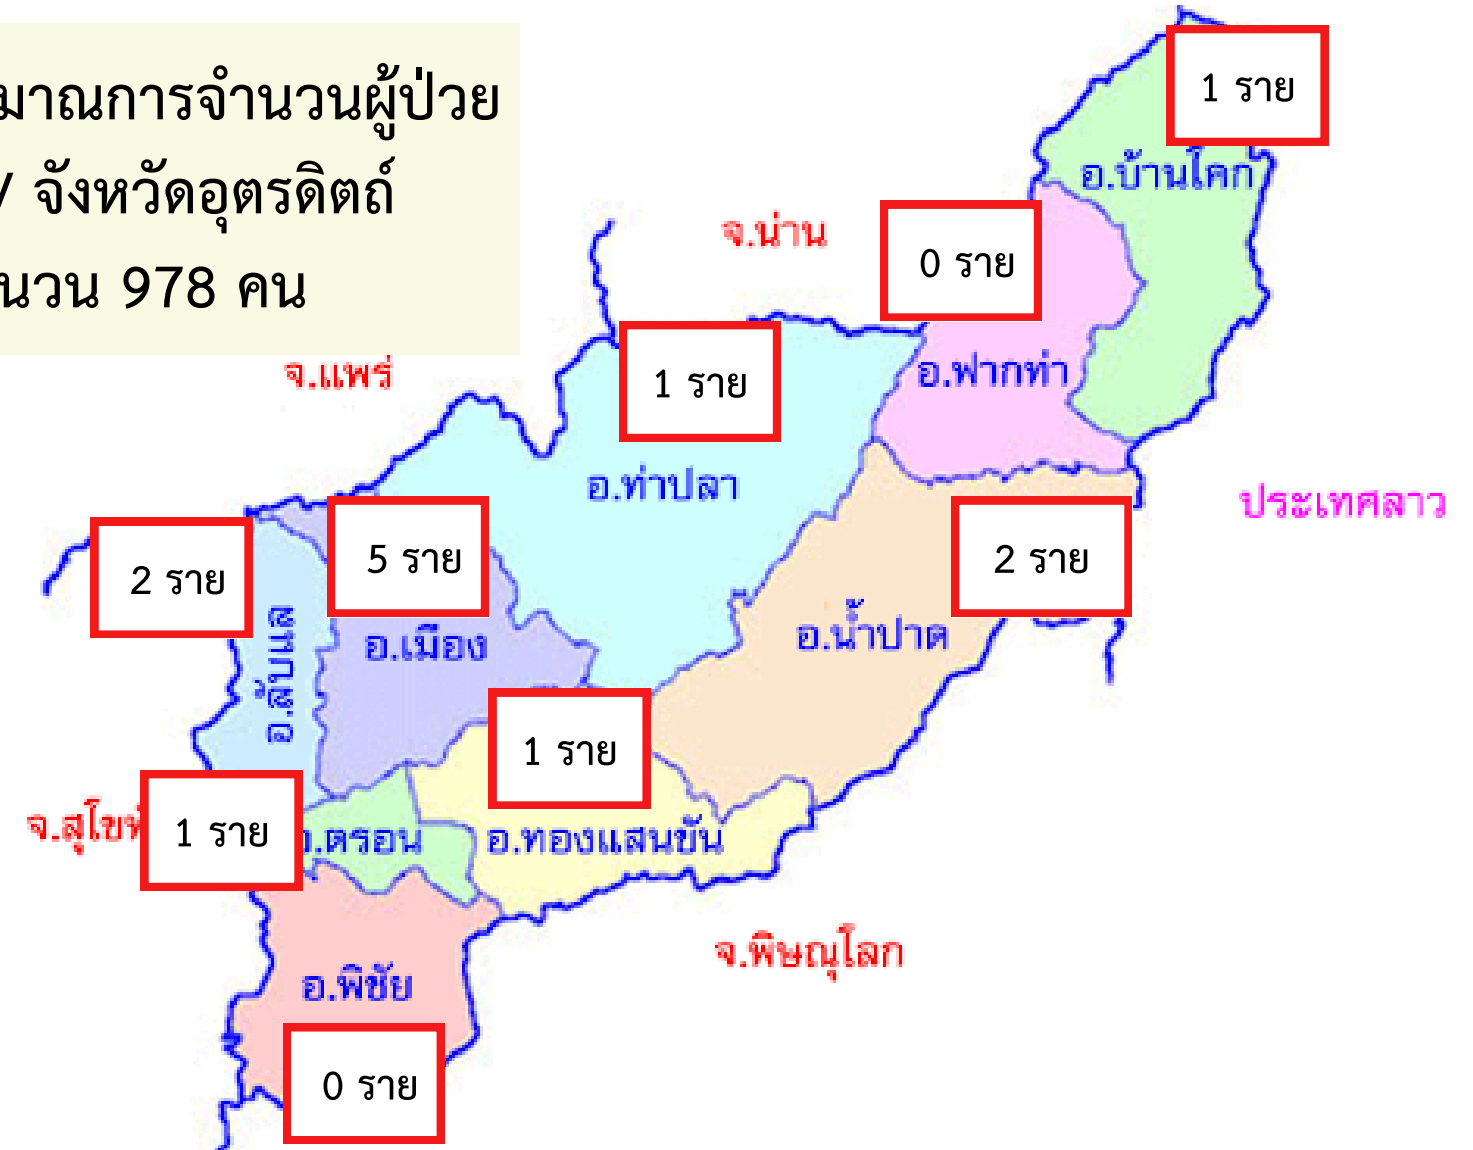 มาณการจำนวนผู้ป่วย
/ จังหวัดอุตรดิตถ์
นวน 978 คน
1 ราย
อ.บ้านโคก
จ.น่าน
0 ราย
จ.แพร่
1 ราย
อ.ฟากท่า
อ.ท่าปลา
ประเทศลาว
2 ราย
5 ราย
2 ราย
อ.ลับแล
อ.เมือง
อ.น้ำปาด
1 ราย
จ.สุโข
1 ราย
.ตรอน
อ.ทองแสนขัน
จ.พิษณุโลก
อ.พิชัย
0 ราย